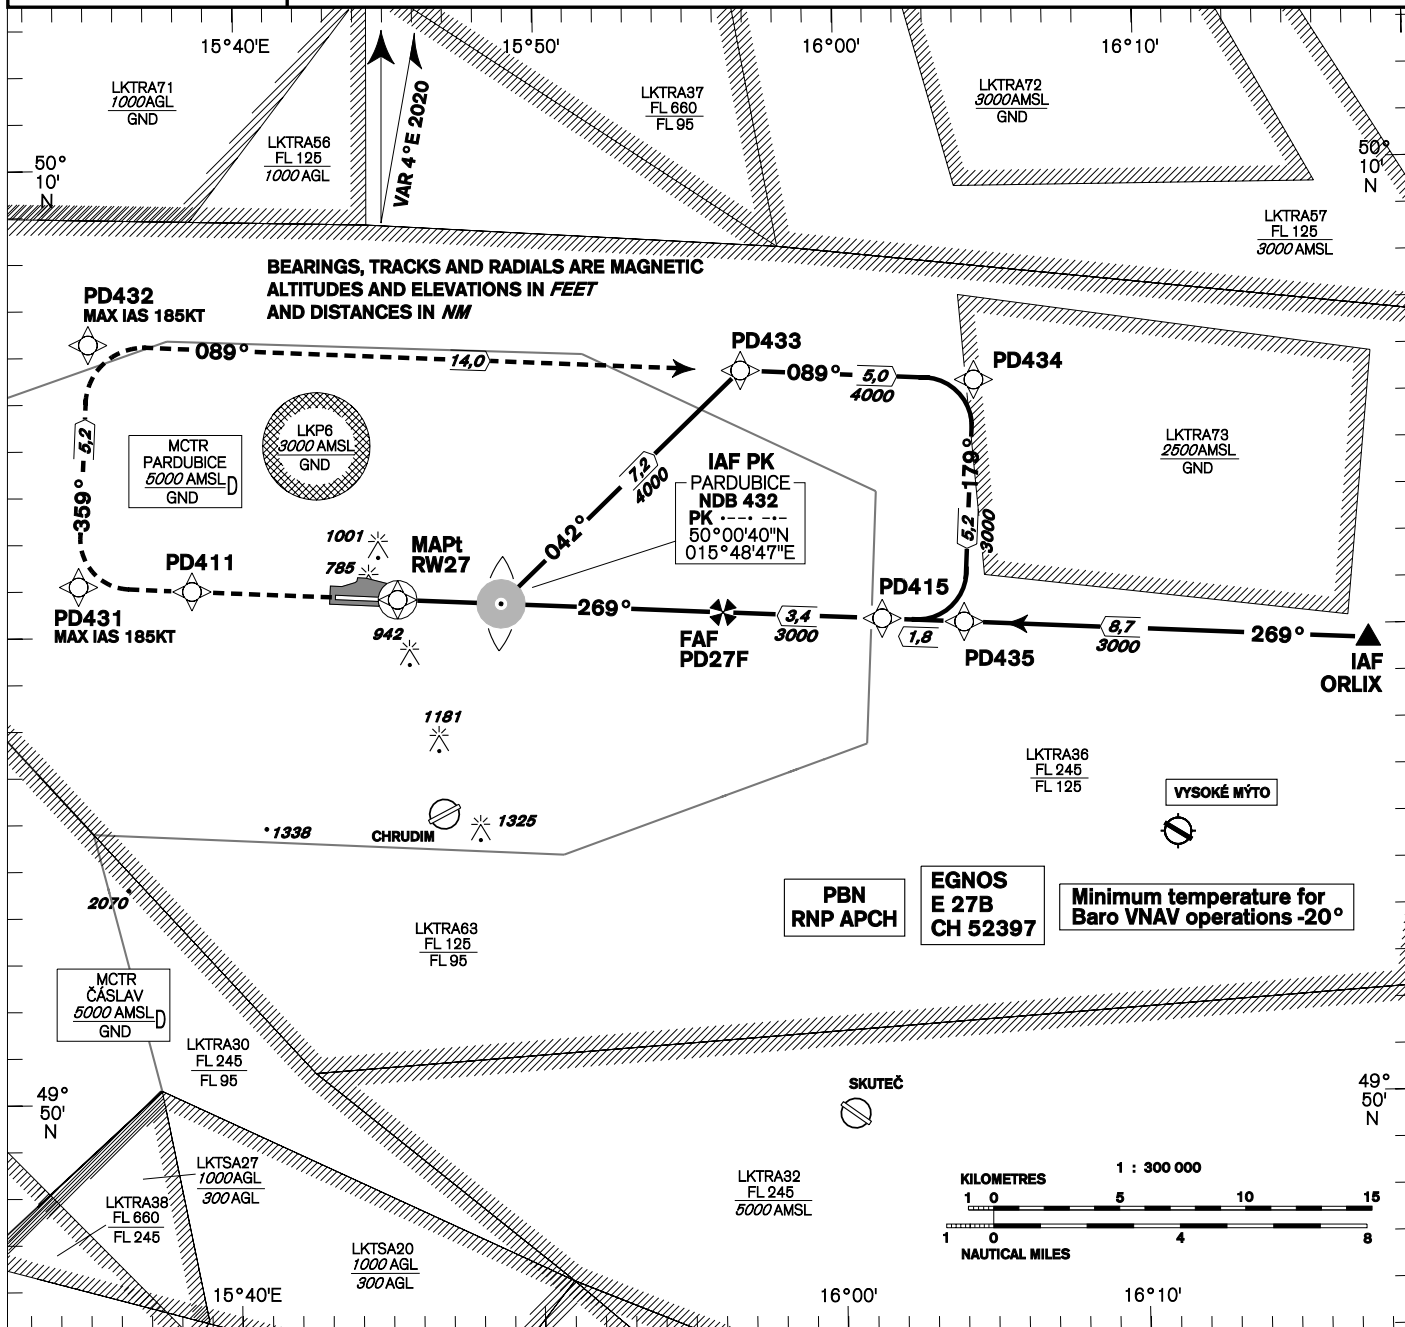 15°40'E
15°50'
16°00'
16°10'
LKTRA71
1000AGL
GND
LKTRA56
FL 125
1000 AGL
VAR 4°E 2020
LKTRA37
FL 660
FL 95
LKTRA72
3000AMSL
GND
50°
10'
N
50°
10'
N
LKTRA57
FL 125
3000 AMSL
BEARINGS, TRACKS AND RADIALS ARE MAGNETIC
ALTITUDES AND ELEVATIONS IN FEET
AND DISTANCES IN NM
PD432
MAX IAS 185KT
089°
14,0
PD433
089°
5,0
4000
PD434
LKP6
3000 AMSL
GND
MCTR
PARDUBICE
5000 AMSL D
GND
5,2
359°
7,2
4000
042°
IAF PK
PARDUBICE
NDB 432
PK ·--· -·-
50°00'40"N
015°48'47"E
179°
5,2
3000
LKTRA73
2500AMSL
GND
1001
785
MAPt
RW27
PD411
PD431
MAX IAS 185KT
942
269°
FAF
PD27F
3,4
3000
PD415
1,8
PD435
8,7
3000
269°
IAF
ORLIX
1181
CHRUDIM
1325
1338
2070
LKTRA36
FL 245
FL 125
VYSOKÉ MÝTO
PBN
RNP APCH
EGNOS
E 27B
CH 52397
Minimum temperature for
Baro VNAV operations -20°
LKTRA63
FL 125
FL 95
MCTR
ČÁSLAV
5000 AMSL D
GND
LKTRA30
FL 245
FL 95
49°
50'
N
49°
50'
N
SKUTEČ
LKTSA27
1000AGL
300 AGL
LKTRA38
FL 660
FL 245
LKTSA20
1000 AGL
300 AGL
LKTRA32
FL 245
5000 AMSL
1 : 300 000
KILOMETRES
1 0 5 10 15
1 0 4 8
NAUTICAL MILES
15°40'E
16°00'
16°10'